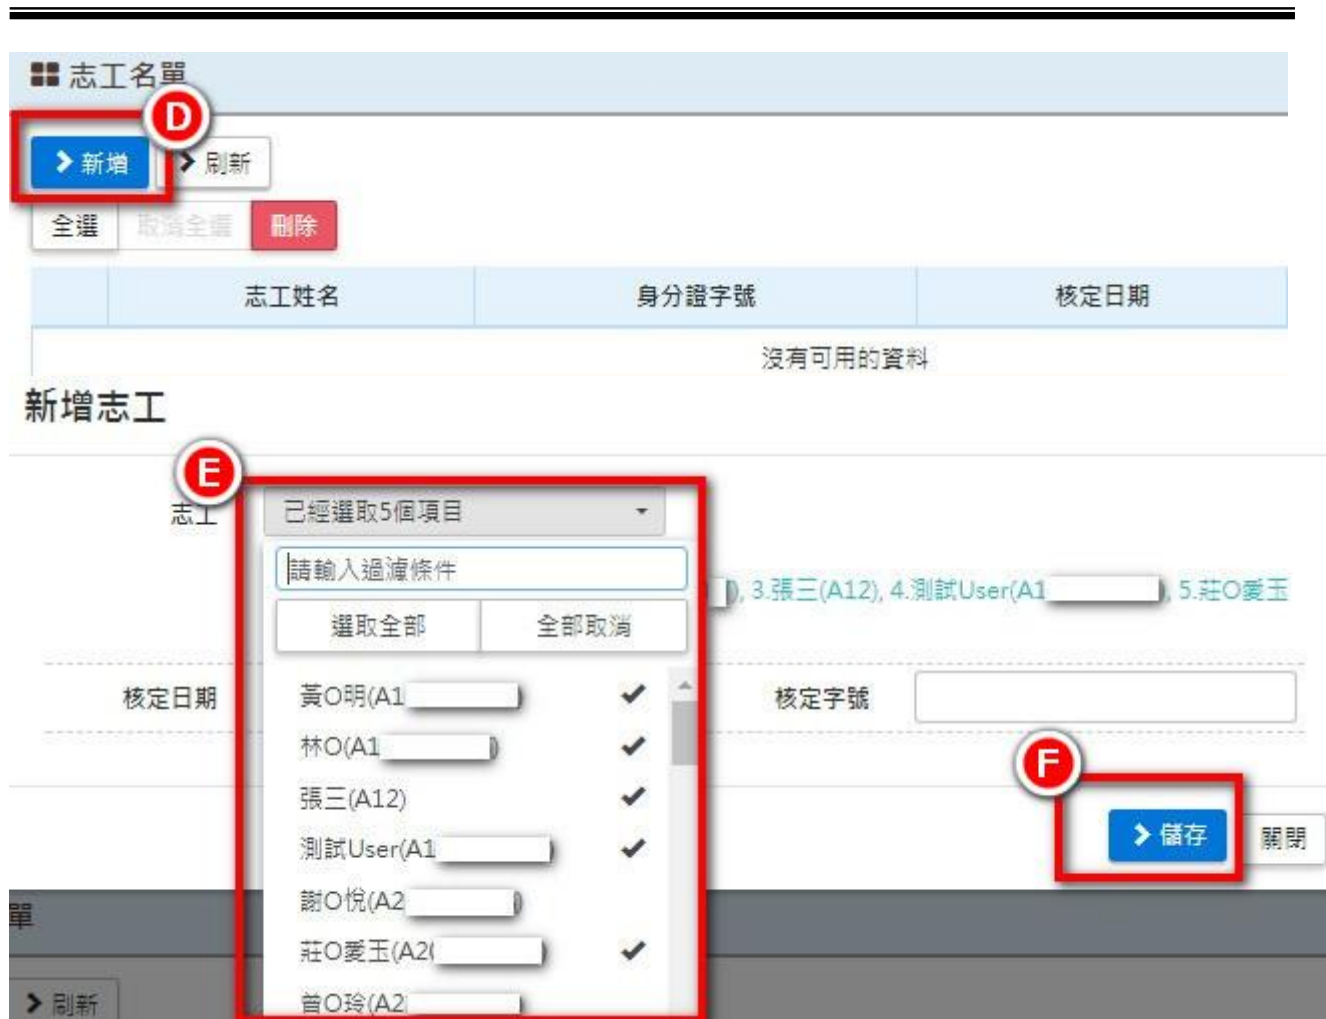 志工名單
D
新增 刷新
全選 取消全選 刪除
志工姓名 身分證字號 核定日期
沒有可用的資料
新增志工
E
志工 已經選取5個項目
請輸入過濾條件
), 3.張三(A12), 4.測試User(A1 ), 5.莊O愛玉
選取全部 全部取消
核定日期 核定字號
黃O明(A1 )
林O(A1 )
張三(A12)
F
測試User(A1 )
儲存 關閉
謝O悅(A2 )
單
莊O愛玉(A2( )
刷新
曾O玲(A2 )